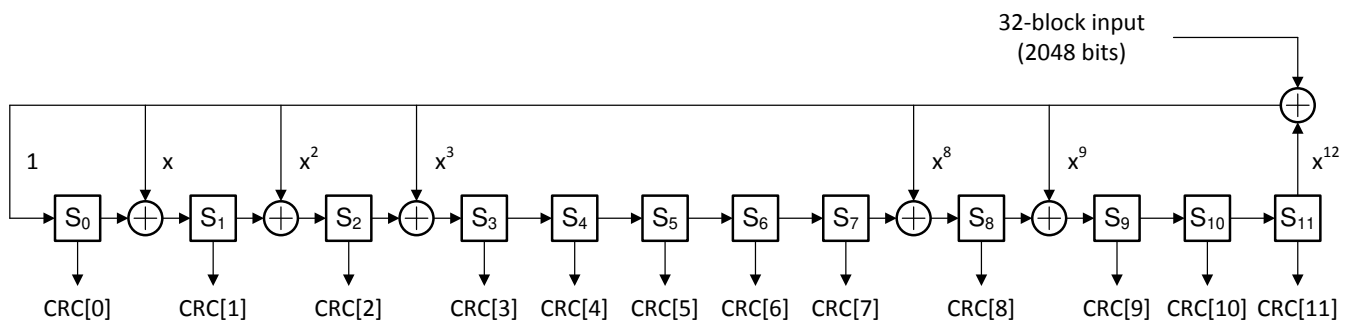 32-block input
(2048 bits)
1 x x² x³ x⁸ x⁹ x¹²
S₀ S₁ S₂ S₃ S₄ S₅ S₆ S₇ S₈ S₉ S₁₀ S₁₁
CRC[0] CRC[1] CRC[2] CRC[3] CRC[4] CRC[5] CRC[6] CRC[7] CRC[8] CRC[9] CRC[10] CRC[11]